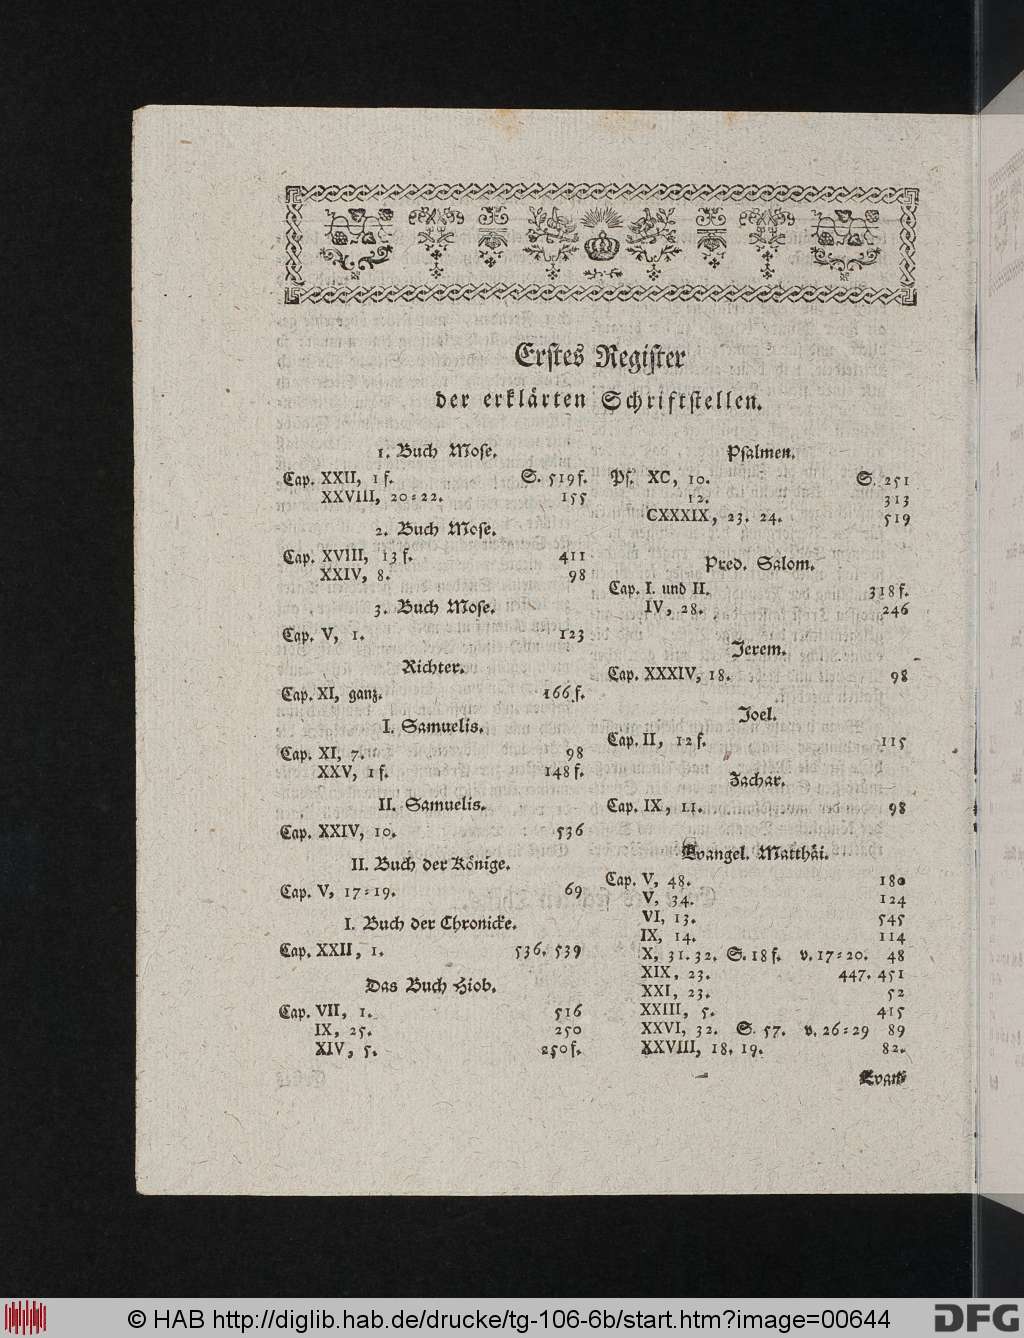 Erstes Register
der erklärten Schriftstellen.
1. Buch Mose.
Cap. XXII, 1 f. S. 519 f.
XXVIII, 20=22. 155
2. Buch Mose.
Cap. XVIII, 13 f. 411
XXIV, 8. 98
3. Buch Mose.
Cap. V, 1. 123
Richter.
Cap. XI, ganz. 166 f.
I. Samuelis.
Cap. XI, 7. 98
XXV, 1 f. 148 f.
II. Samuelis.
Cap. XXIV, 10. 536
II. Buch der Könige.
Cap. V, 17=19. 69
I. Buch der Chronicke.
Cap. XXII, 1. 536. 539
Das Buch Hiob.
Cap. VII, 1. 516
IX, 25. 250
XIV, 5. 250 f.
Psalmen.
Ps. XC, 10. S. 251
12. 313
CXXXIX, 23. 24. 519
Pred. Salom.
Cap. I. und II. 318 f.
IV, 28. 246
Jerem.
Cap. XXXIV, 18. 98
Joel.
Cap. II, 12 f. 115
Zachar.
Cap. IX, 11. 98
Evangel. Matthäi.
Cap. V, 48. 180
V, 34. 124
VI, 13. 545
IX, 14. 114
X, 31. 32. S. 18 f. v. 17=20. 48
XIX, 23. 447. 451
XXI, 23. 52
XXIII, 5. 415
XXVI, 32. S. 57. v. 26=29 89
XXVIII, 18. 19. 82.
Evan=
© HAB http://diglib.hab.de/drucke/tg-106-6b/start.htm?image=00644
DFG